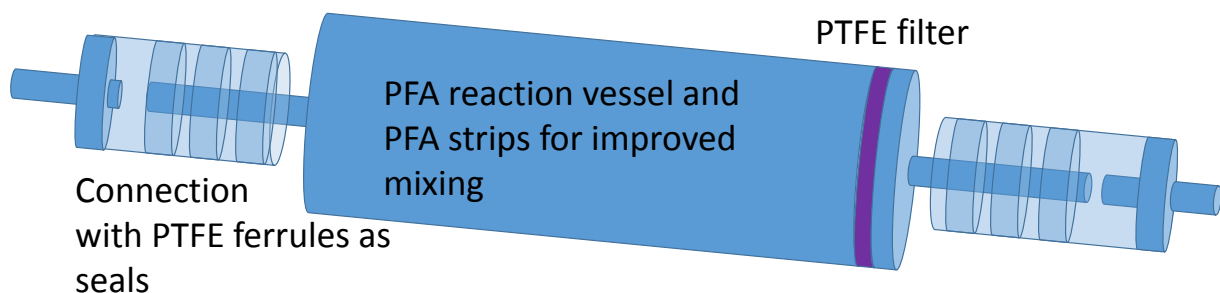 PTFE filter
PFA reaction vessel and
PFA strips for improved
mixing
Connection
with PTFE ferrules as
seals